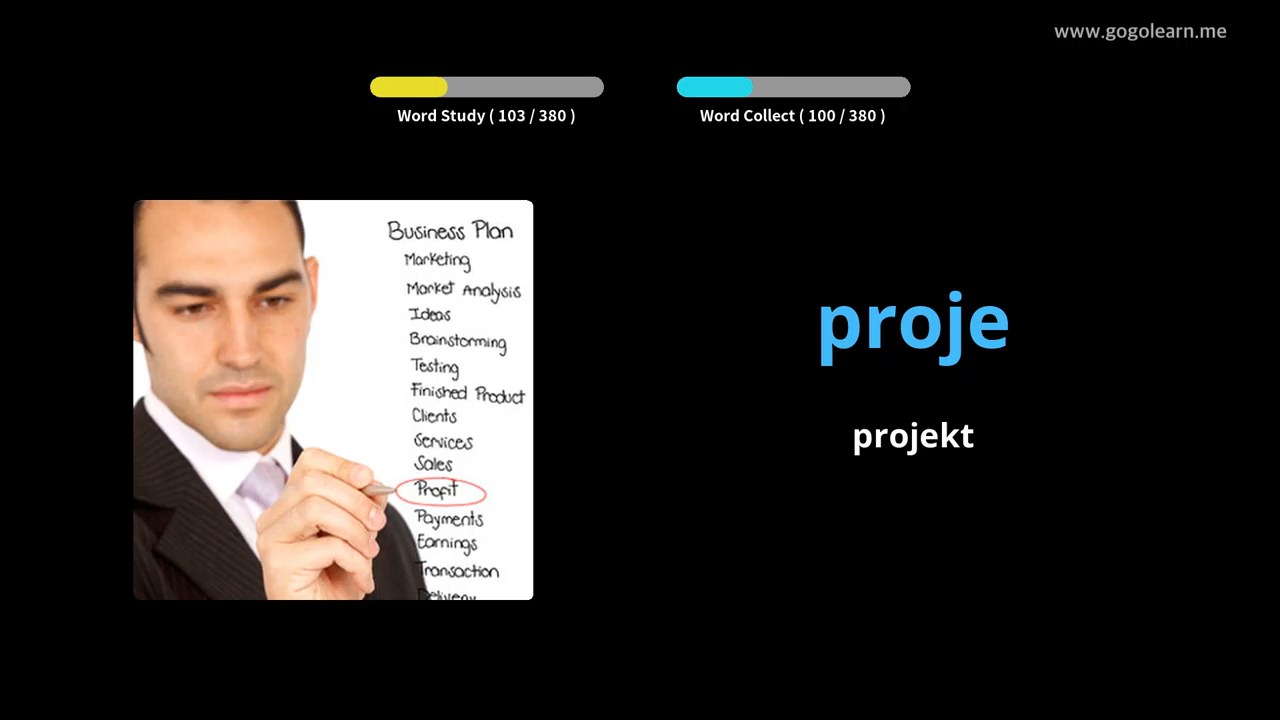 www.gogolearn.me
Word Study ( 103 / 380 )
Word Collect ( 100 / 380 )
Business Plan
Marketing
Market Analysis
Ideas
Brainstorming
Testing
Finished Product
Clients
Services
Sales
Profit
Payments
Earnings
Transaction
Delivery
proje
projekt